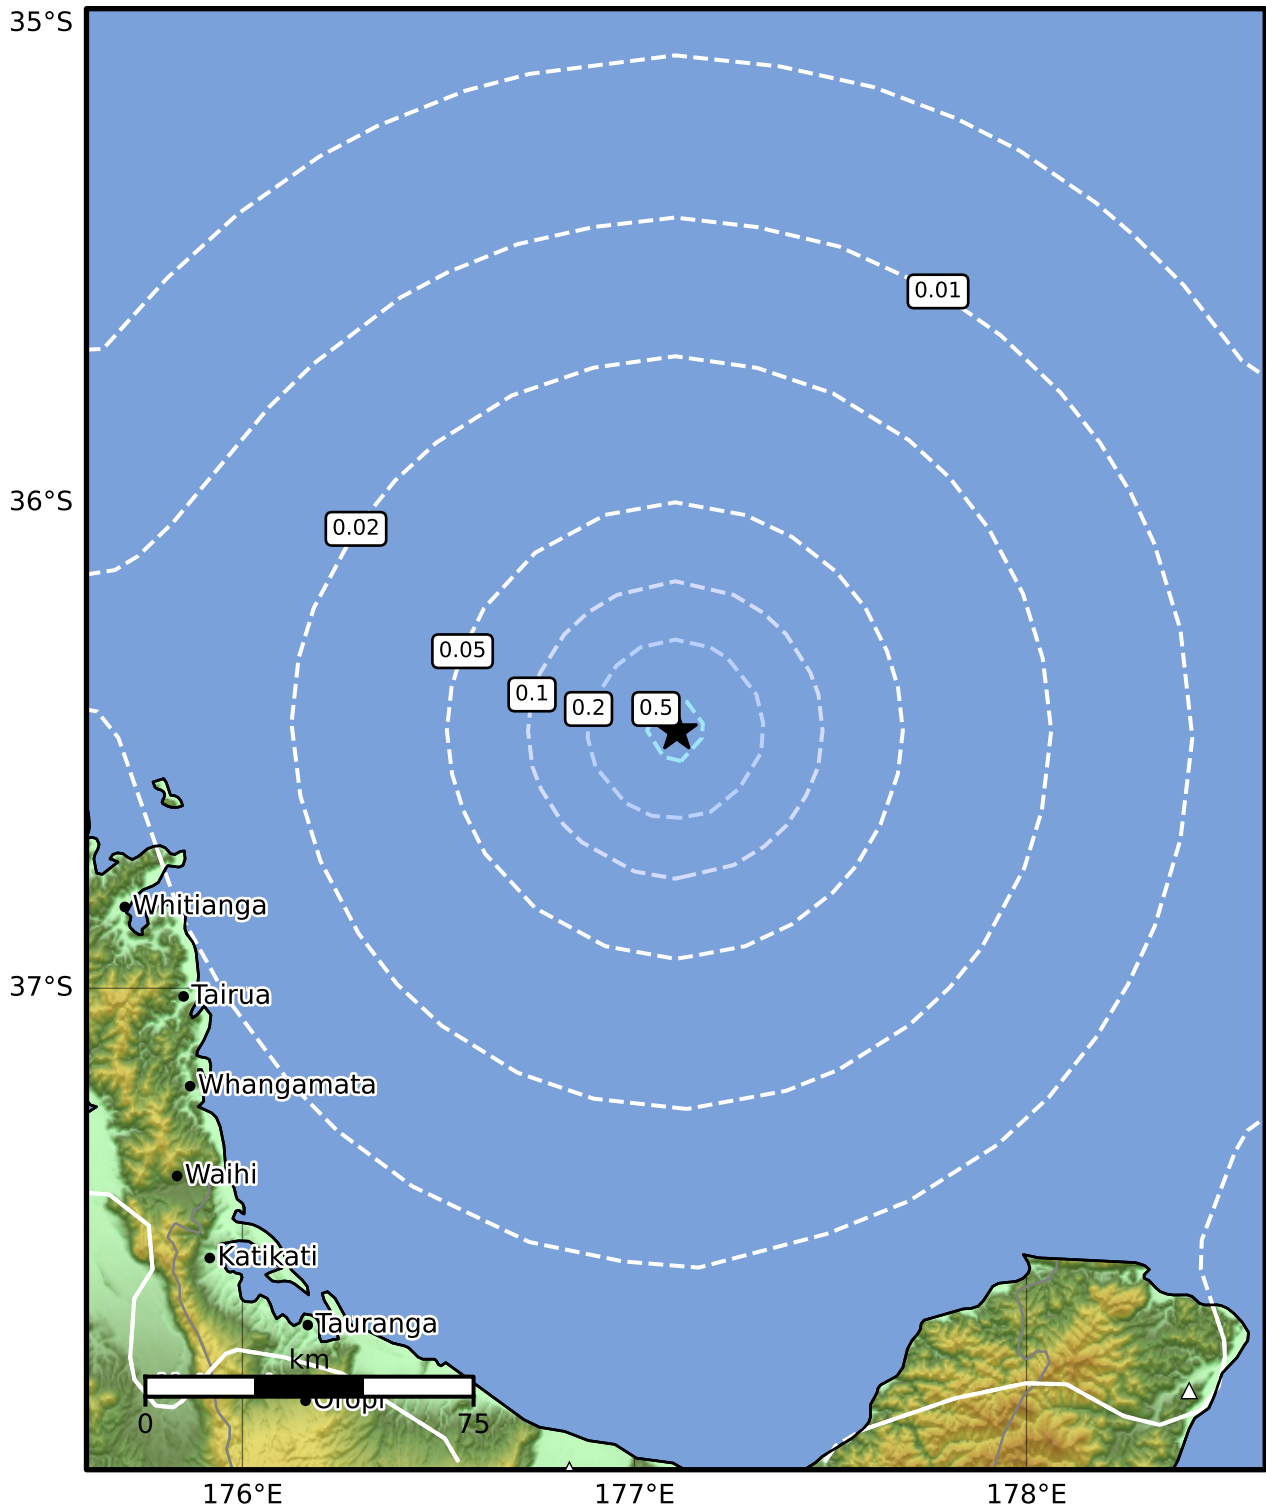 35°S
0.01
36°S
0.02
0.05
0.1
0.2
0.5
Whitianga
37°S
Tairua
Whangamata
Waihi
Katikati
Tauranga
km
Oropi
0
75
176°E
177°E
178°E